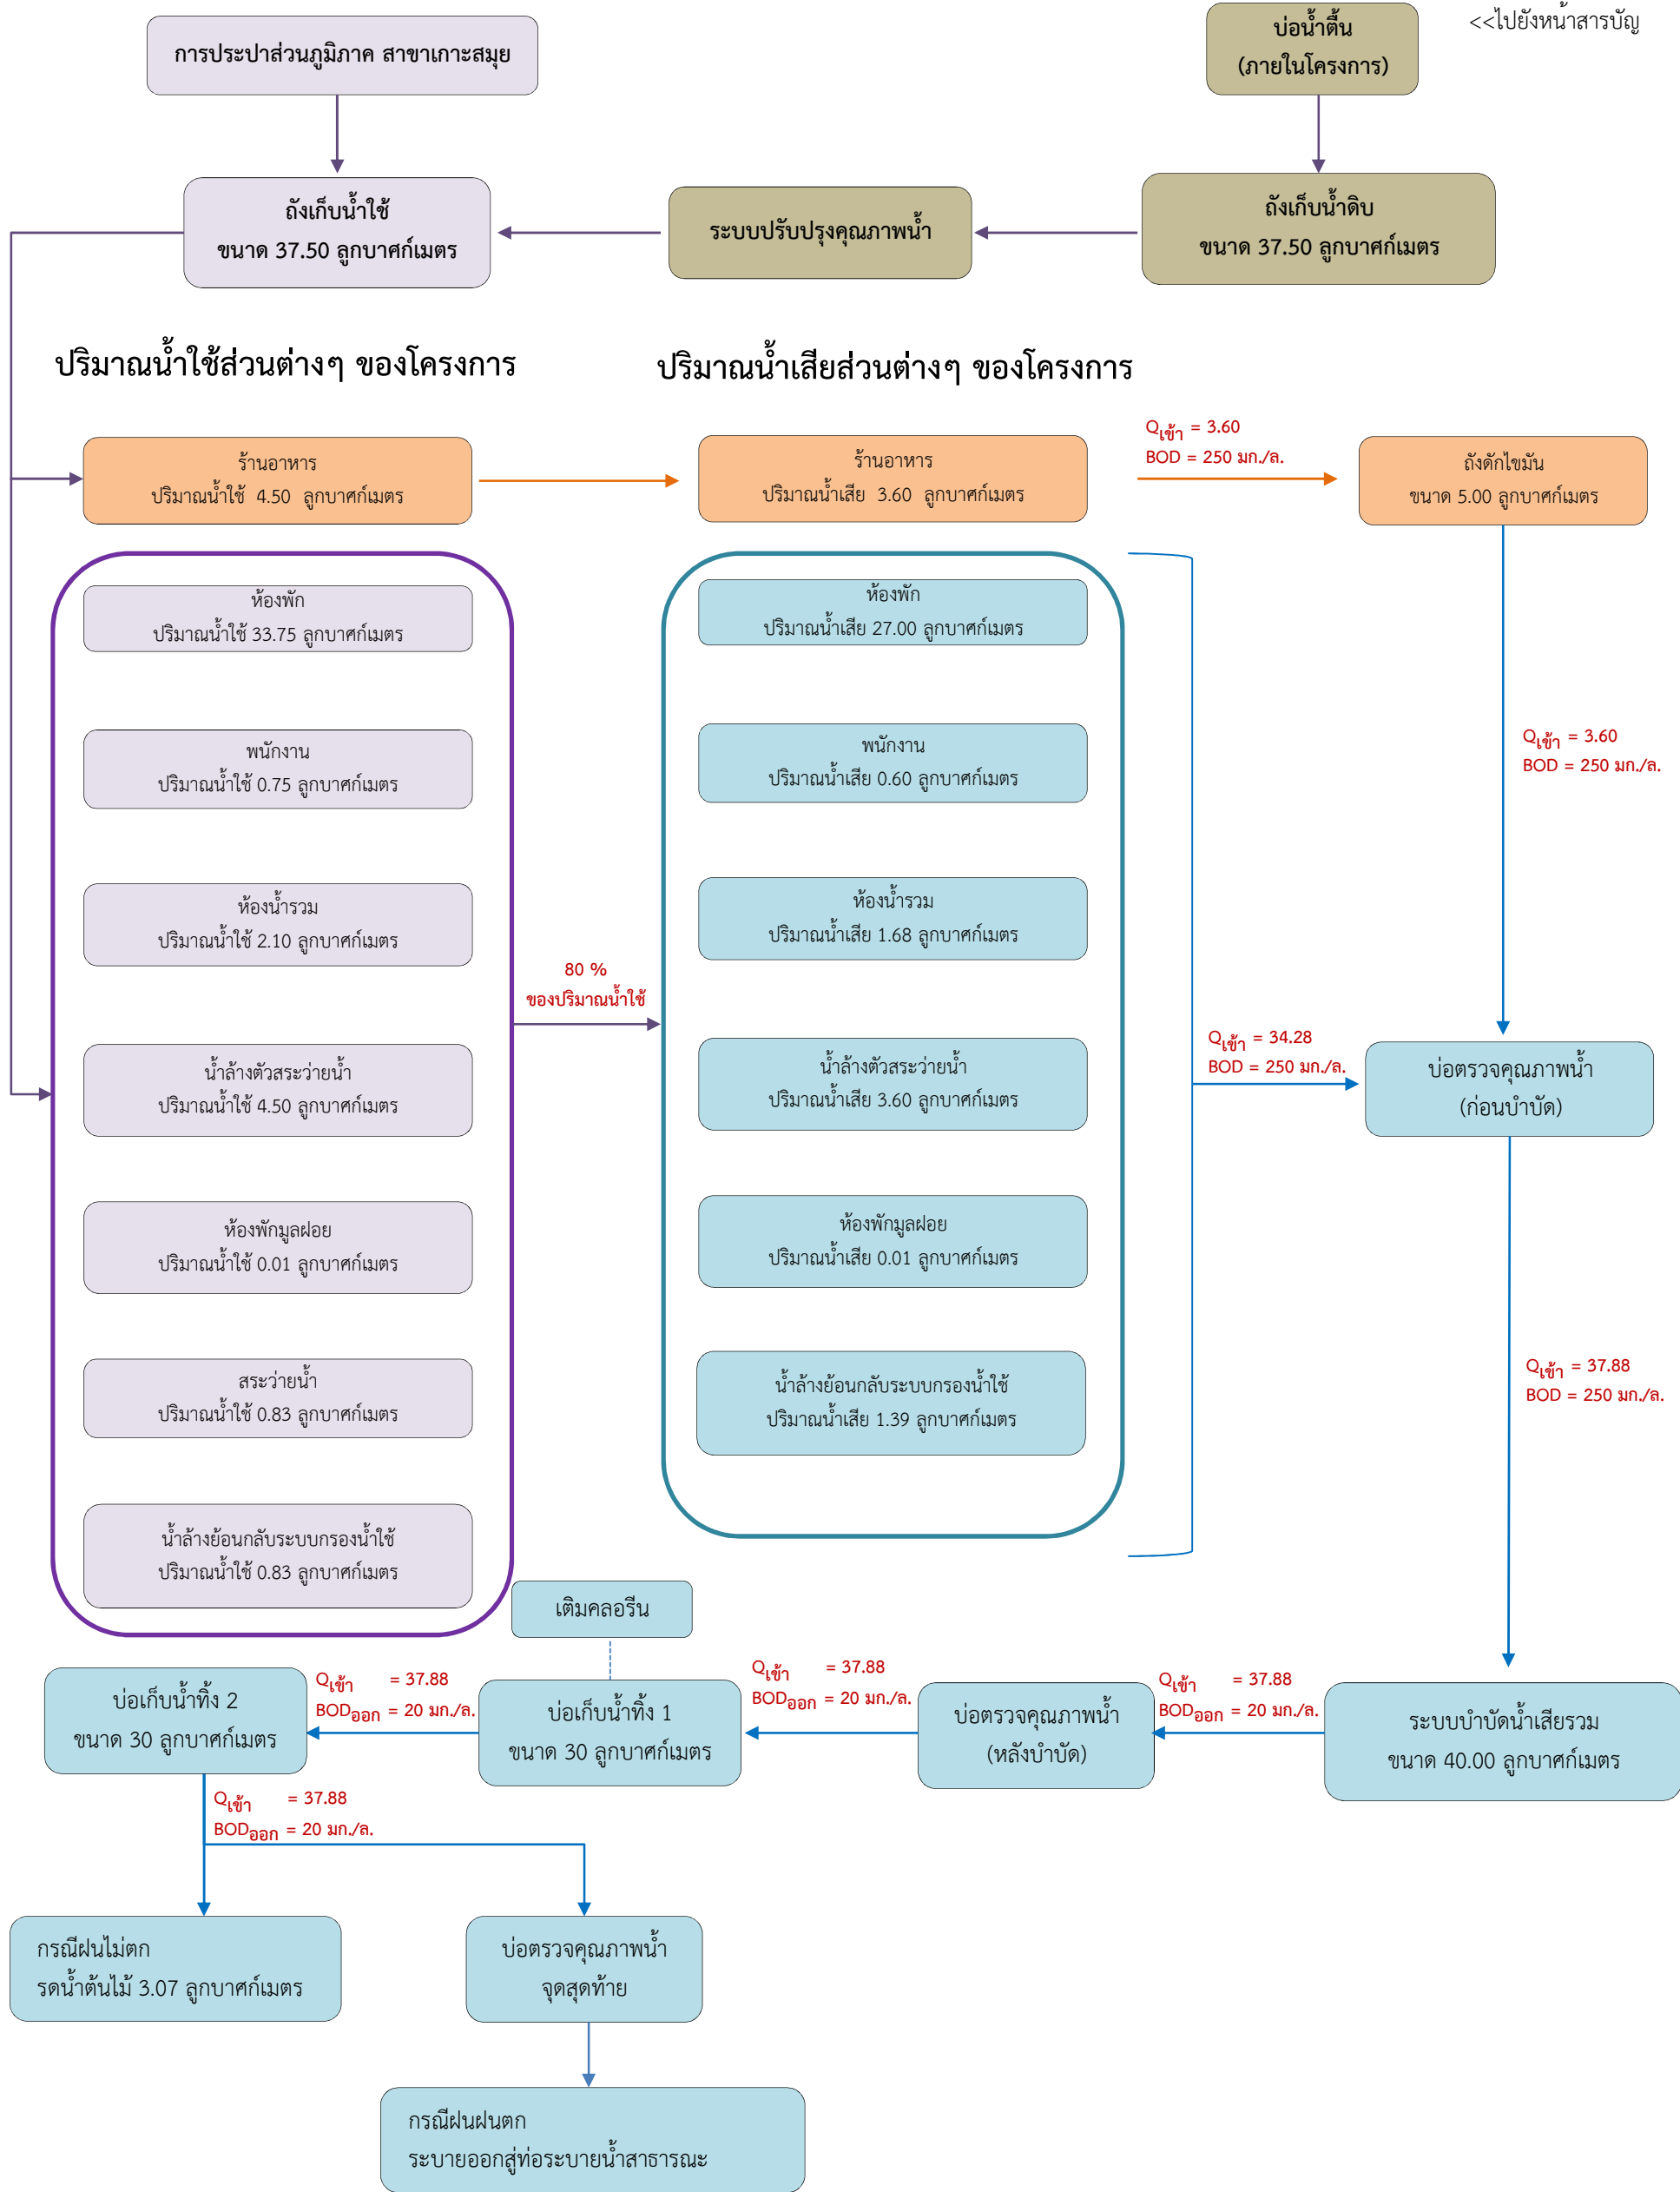 <<ไปยังหน้าสารบัญ
การประปาส่วนภูมิภาค สาขาเกาะสมุย
บ่อน้ำตื้น
(ภายในโครงการ)
ถังเก็บน้ำใช้
ขนาด 37.50 ลูกบาศก์เมตร
ระบบปรับปรุงคุณภาพน้ำ
ถังเก็บน้ำดิบ
ขนาด 37.50 ลูกบาศก์เมตร
ปริมาณน้ำใช้ส่วนต่างๆ ของโครงการ
ปริมาณน้ำเสียส่วนต่างๆ ของโครงการ
ร้านอาหาร
ปริมาณน้ำใช้ 4.50 ลูกบาศก์เมตร
ร้านอาหาร
ปริมาณน้ำเสีย 3.60 ลูกบาศก์เมตร
Qเข้า = 3.60
BOD = 250 มก./ล.
ถังดักไขมัน
ขนาด 5.00 ลูกบาศก์เมตร
ห้องพัก
ปริมาณน้ำใช้ 33.75 ลูกบาศก์เมตร
ห้องพัก
ปริมาณน้ำเสีย 27.00 ลูกบาศก์เมตร
พนักงาน
ปริมาณน้ำใช้ 0.75 ลูกบาศก์เมตร
พนักงาน
ปริมาณน้ำเสีย 0.60 ลูกบาศก์เมตร
Qเข้า = 3.60
BOD = 250 มก./ล.
ห้องน้ำรวม
ปริมาณน้ำใช้ 2.10 ลูกบาศก์เมตร
ห้องน้ำรวม
ปริมาณน้ำเสีย 1.68 ลูกบาศก์เมตร
80 %
ของปริมาณน้ำใช้
น้ำล้างตัวสระว่ายน้ำ
ปริมาณน้ำใช้ 4.50 ลูกบาศก์เมตร
น้ำล้างตัวสระว่ายน้ำ
ปริมาณน้ำเสีย 3.60 ลูกบาศก์เมตร
Qเข้า = 34.28
BOD = 250 มก./ล.
บ่อตรวจคุณภาพน้ำ
(ก่อนบำบัด)
ห้องพักมูลฝอย
ปริมาณน้ำใช้ 0.01 ลูกบาศก์เมตร
ห้องพักมูลฝอย
ปริมาณน้ำเสีย 0.01 ลูกบาศก์เมตร
สระว่ายน้ำ
ปริมาณน้ำใช้ 0.83 ลูกบาศก์เมตร
น้ำล้างย้อนกลับระบบกรองน้ำใช้
ปริมาณน้ำเสีย 1.39 ลูกบาศก์เมตร
Qเข้า = 37.88
BOD = 250 มก./ล.
น้ำล้างย้อนกลับระบบกรองน้ำใช้
ปริมาณน้ำใช้ 0.83 ลูกบาศก์เมตร
เติมคลอรีน
บ่อเก็บน้ำทิ้ง 2
ขนาด 30 ลูกบาศก์เมตร
Qเข้า = 37.88
BODออก = 20 มก./ล.
บ่อเก็บน้ำทิ้ง 1
ขนาด 30 ลูกบาศก์เมตร
Qเข้า = 37.88
BODออก = 20 มก./ล.
บ่อตรวจคุณภาพน้ำ
(หลังบำบัด)
Qเข้า = 37.88
BODออก = 20 มก./ล.
ระบบบำบัดน้ำเสียรวม
ขนาด 40.00 ลูกบาศก์เมตร
Qเข้า = 37.88
BODออก = 20 มก./ล.
กรณีฝนไม่ตก
รดน้ำต้นไม้ 3.07 ลูกบาศก์เมตร
บ่อตรวจคุณภาพน้ำ
จุดสุดท้าย
กรณีฝนฝนตก
ระบายออกสู่ท่อระบายน้ำสาธารณะ